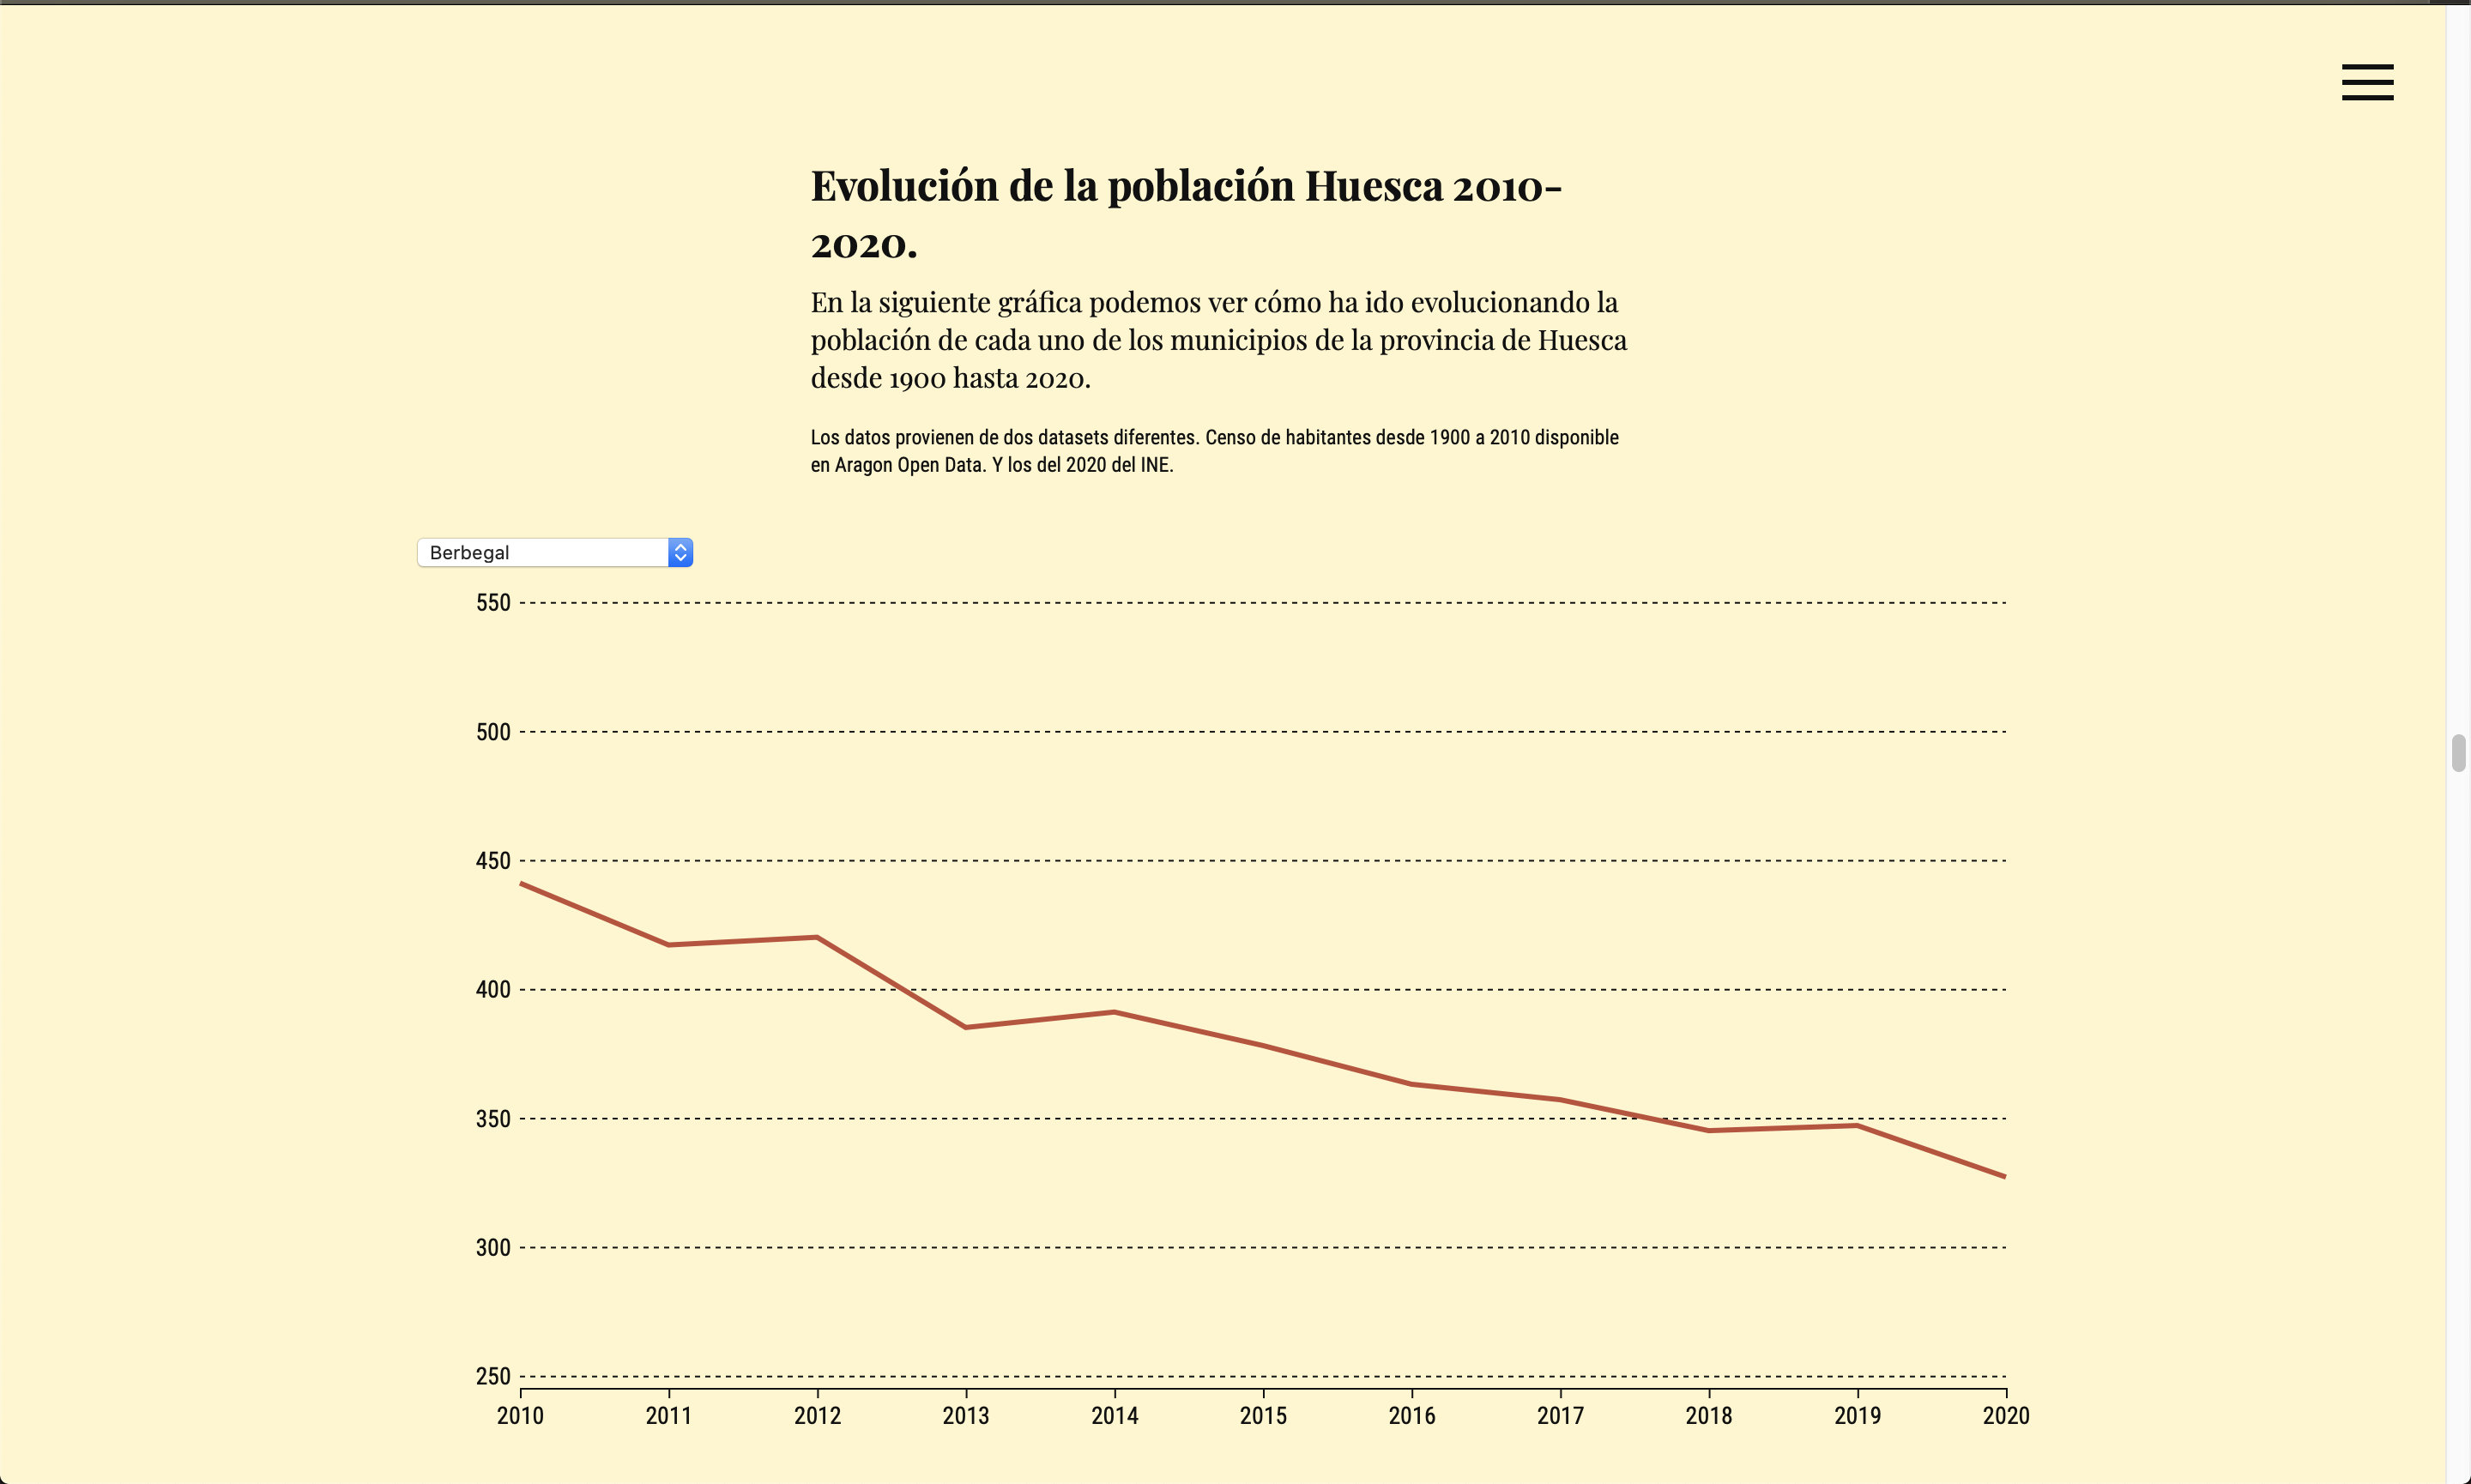 Evolución de la población Huesca 2010-
2020.
En la siguiente gráfica podemos ver cómo ha ido evolucionando la
población de cada uno de los municipios de la provincia de Huesca
desde 1900 hasta 2020.
Los datos provienen de dos datasets diferentes. Censo de habitantes desde 1900 a 2010 disponible
en Aragon Open Data. Y los del 2020 del INE.
Berbegal
550
500
450
400
350
300
250
2010 2011 2012 2013 2014 2015 2016 2017 2018 2019 2020